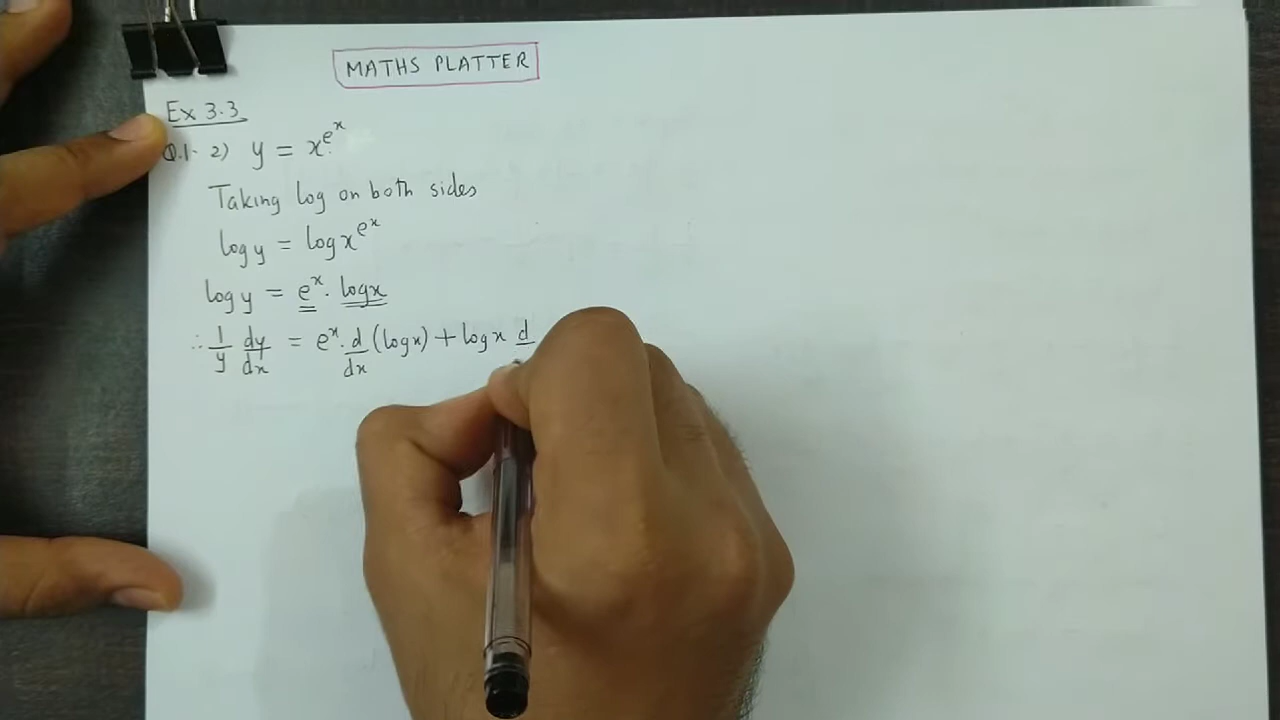 MATHS PLATTER
Ex 3.3
Q.1- 2) y = x^{e^x}
Taking log on both sides
log y = log x^{e^x}
log y = e^x . log x
∴ 1/y dy/dx = e^x . d/dx (log x) + log x d